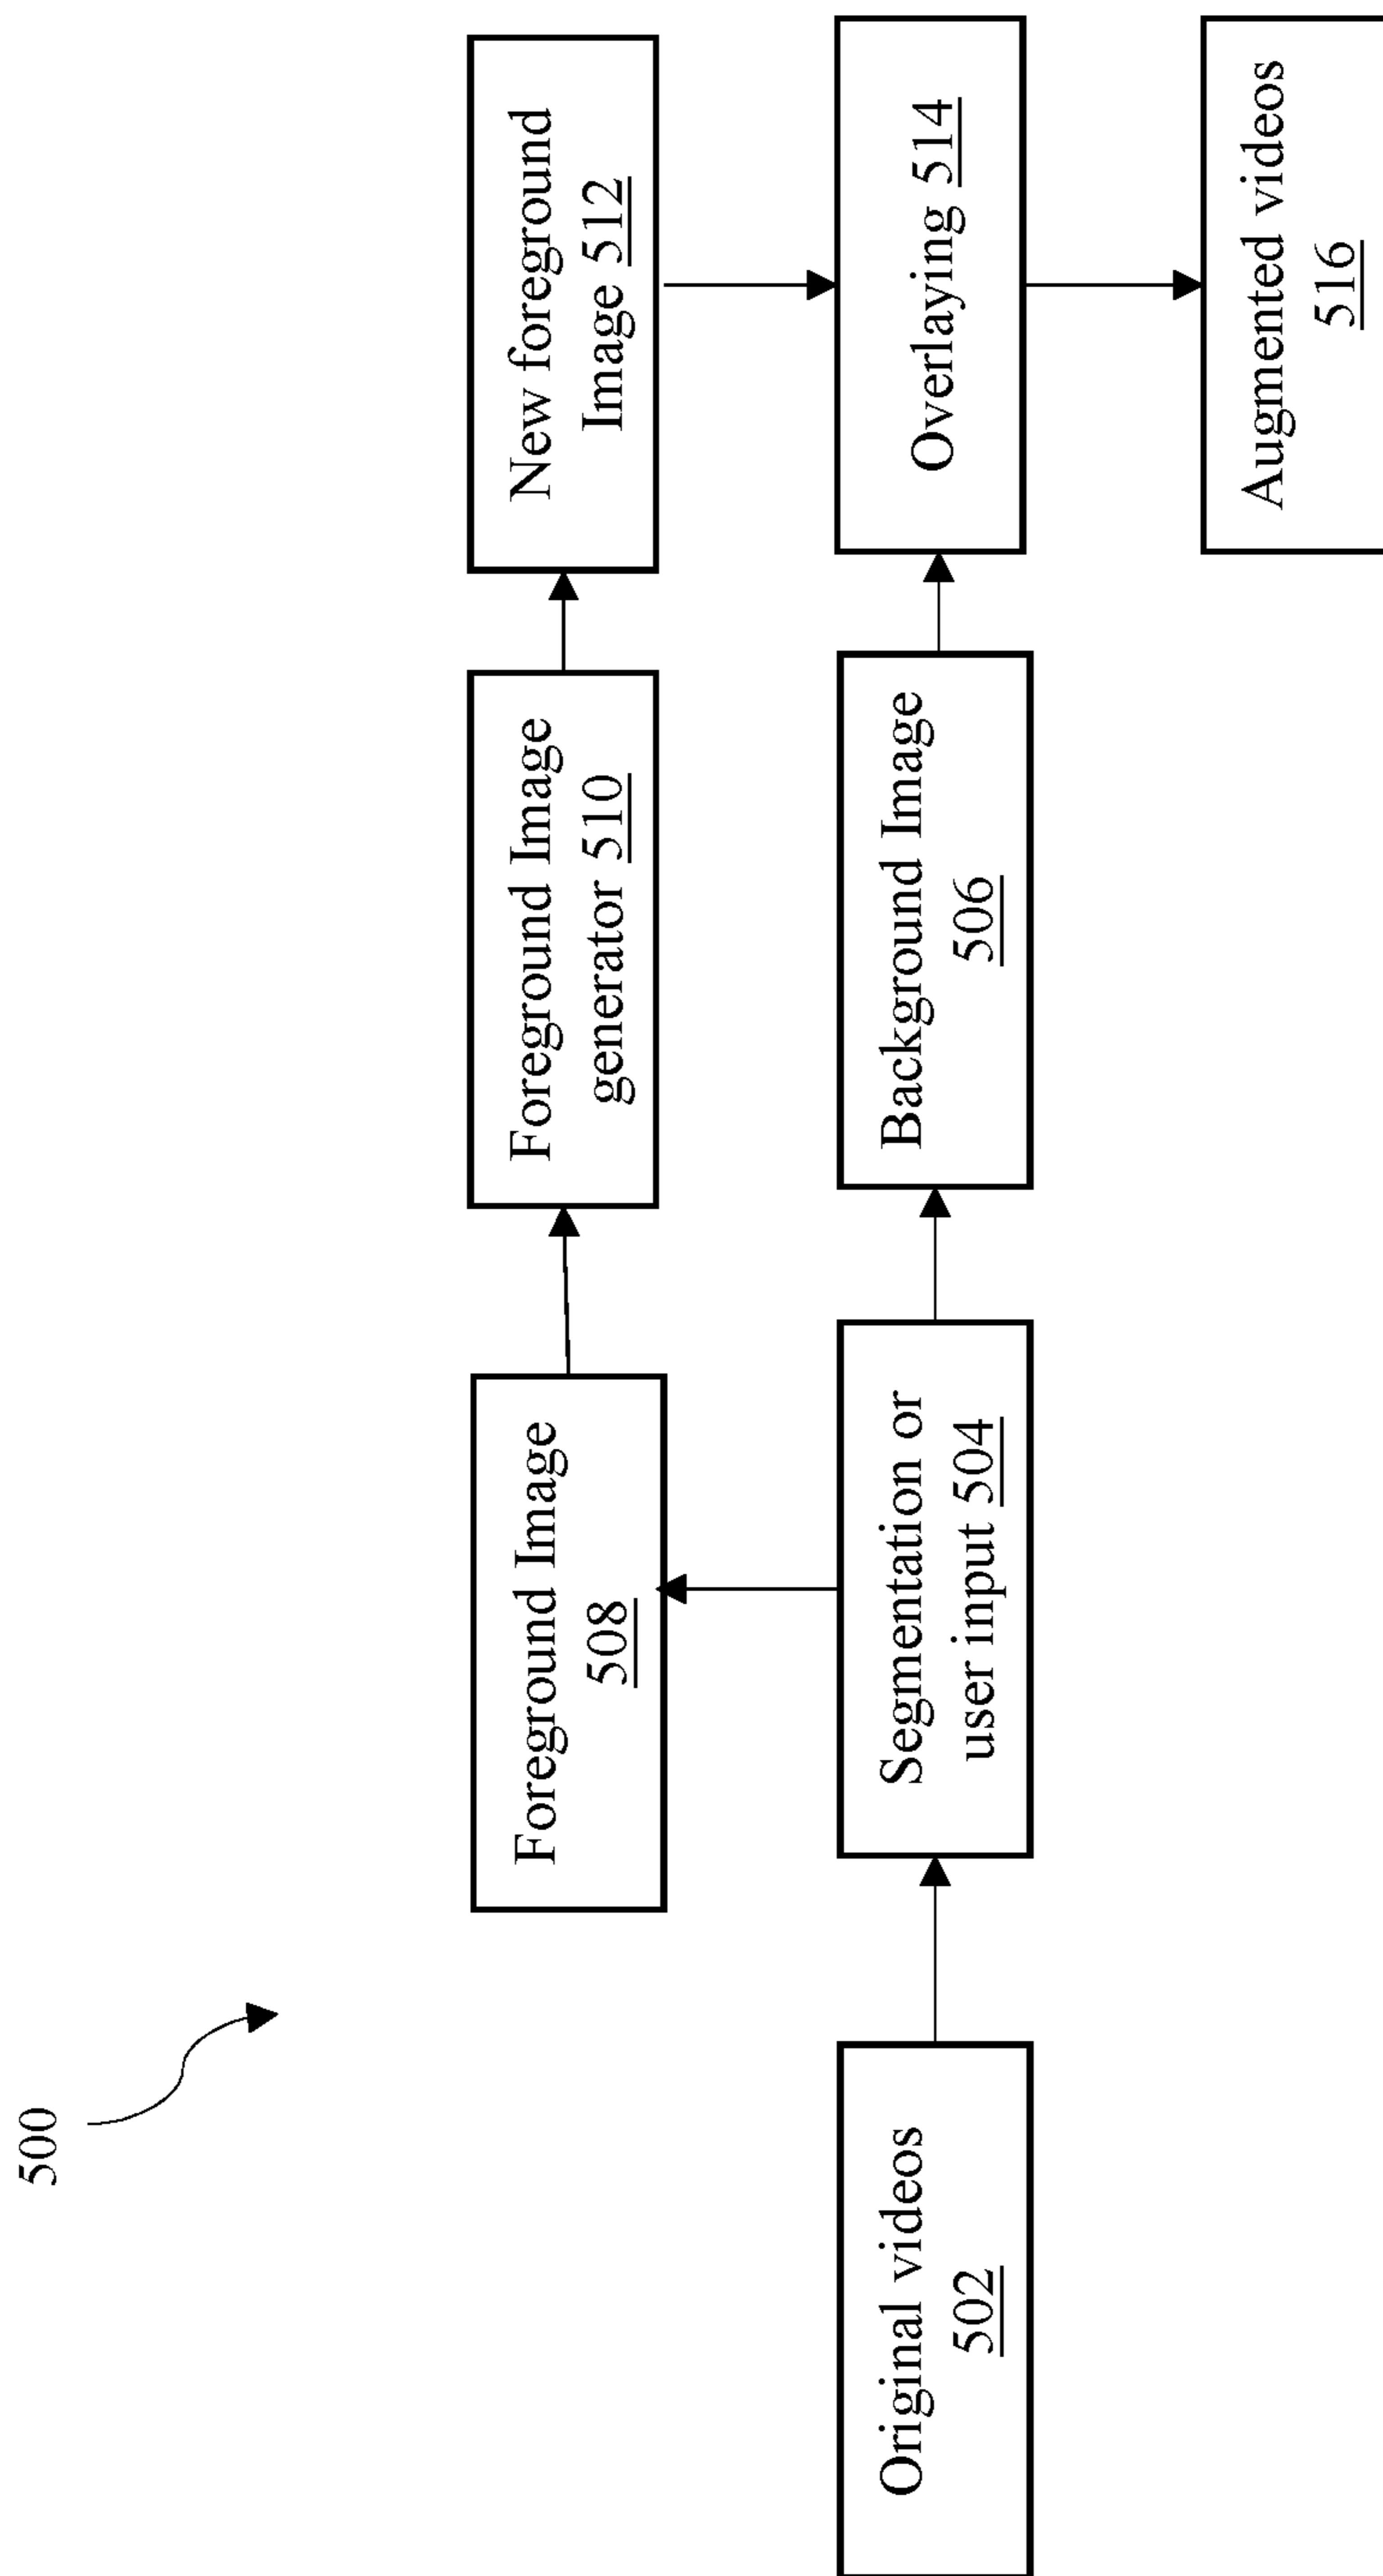 500
Original videos
502
Segmentation or
user input 504
Foreground Image
508
Background Image
506
Foreground Image
generator 510
New foreground
Image 512
Overlaying 514
Augmented videos
516